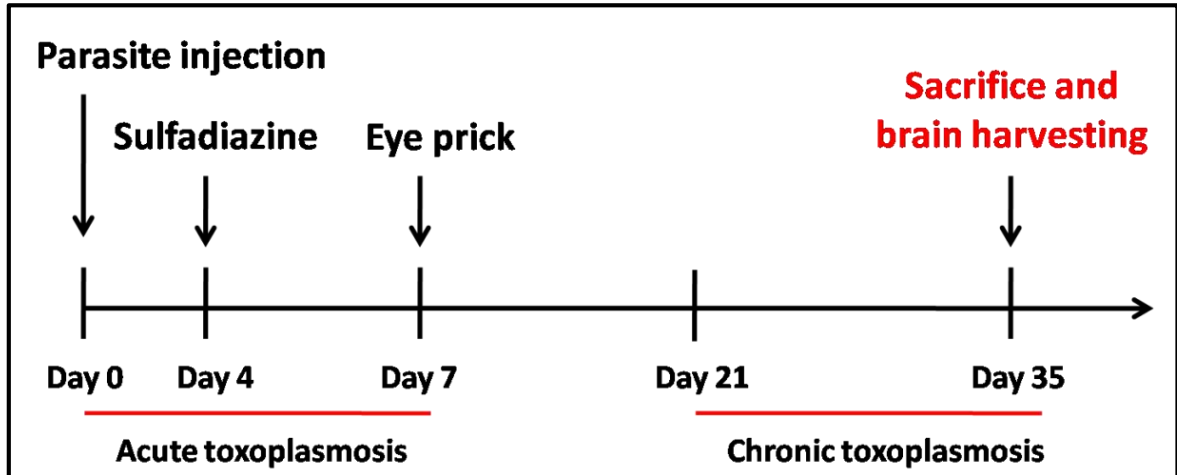 Parasite injection
Sulfadiazine
Eye prick
Sacrifice and
brain harvesting
Day 0
Day 4
Day 7
Day 21
Day 35
Acute toxoplasmosis
Chronic toxoplasmosis